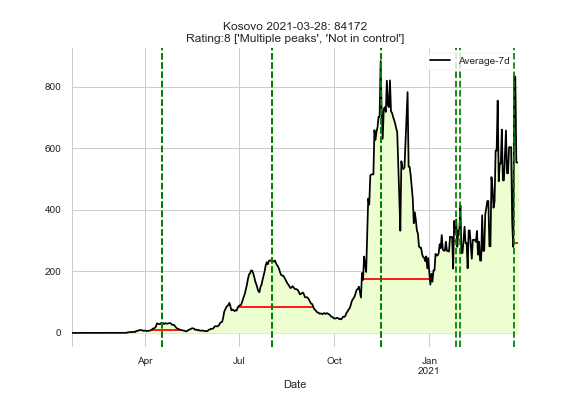 Kosovo 2021-03-28: 84172
Rating:8 ['Multiple peaks', 'Not in control']
Average-7d
800
600
400
200
0
Apr
Jul
Oct
Jan
2021
Date